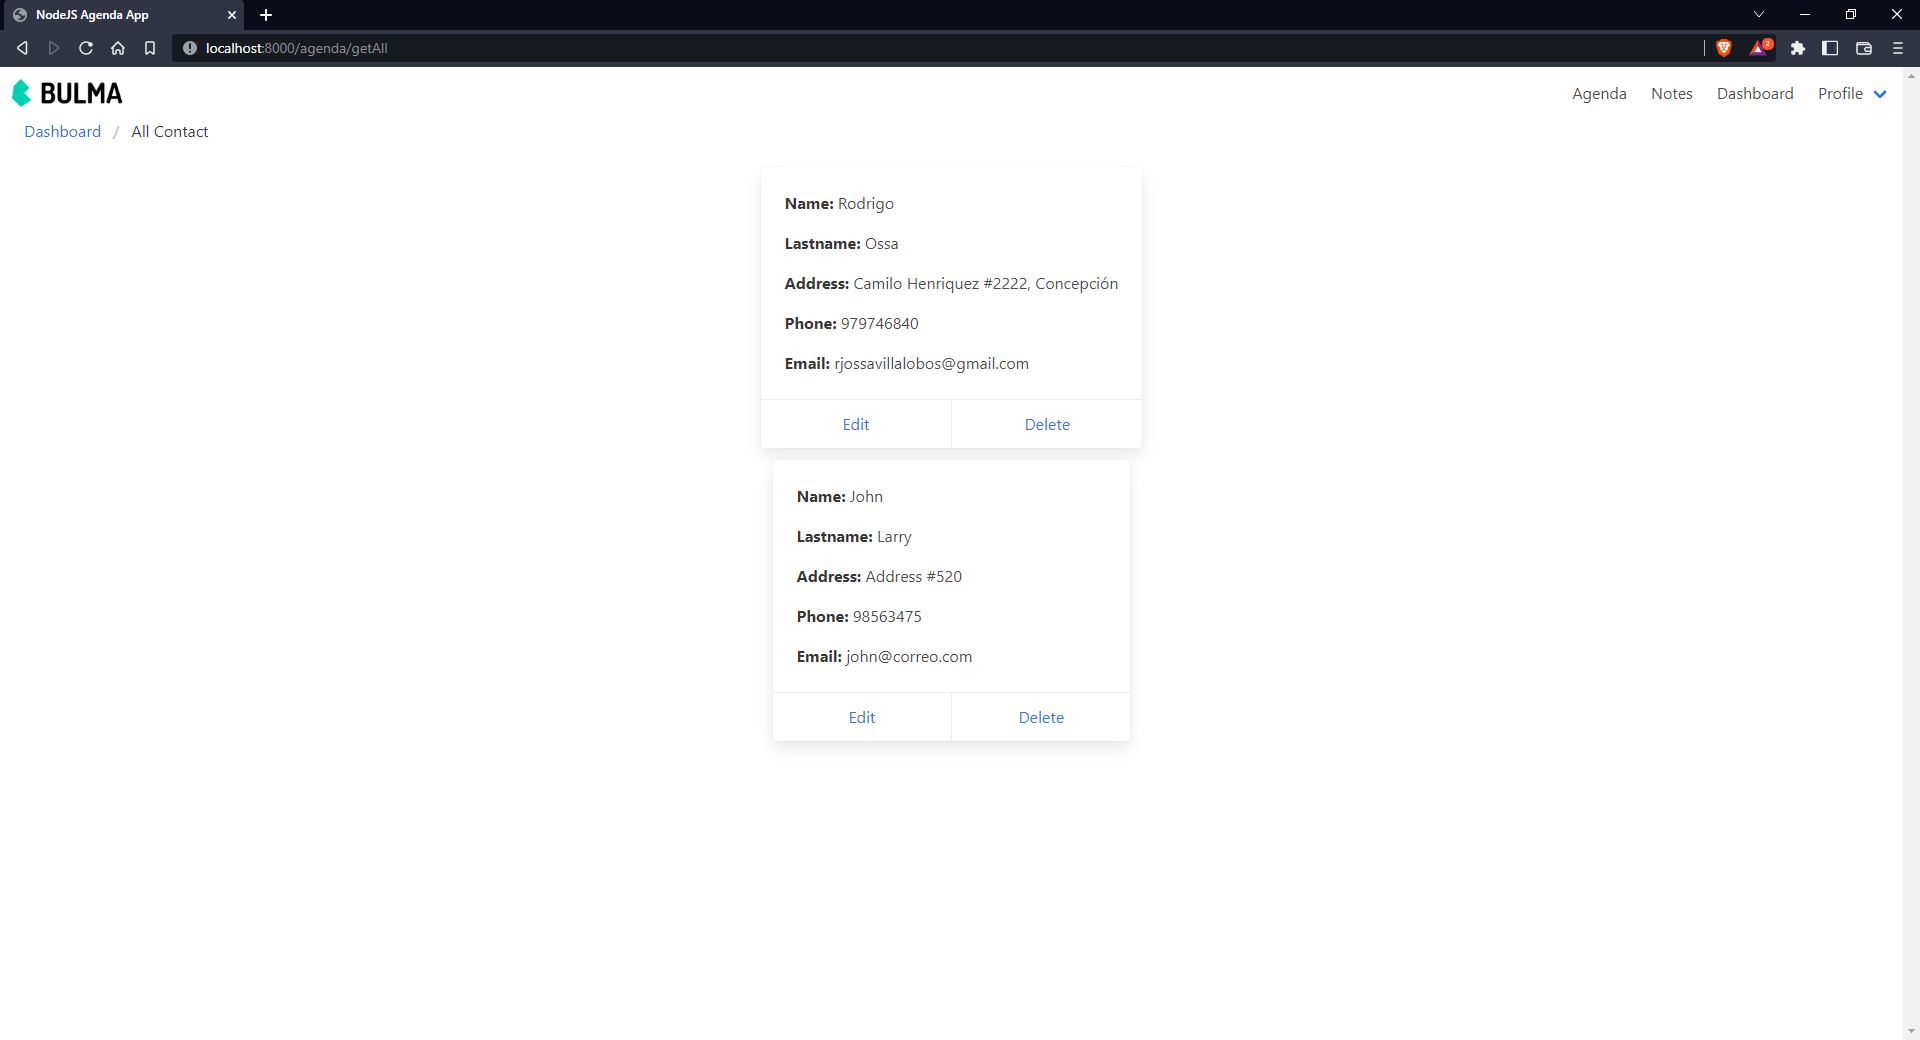 NodeJS Agenda App
localhost:8000/agenda/getAll
2
BULMA
Agenda Notes Dashboard Profile
Dashboard / All Contact
Name: Rodrigo
Lastname: Ossa
Address: Camilo Henriquez #2222, Concepción
Phone: 979746840
Email: rjossavillalobos@gmail.com
Edit Delete
Name: John
Lastname: Larry
Address: Address #520
Phone: 98563475
Email: john@correo.com
Edit Delete